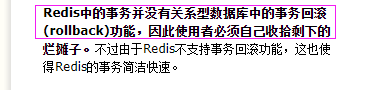 Redis中的事务并没有关系型数据库中的事务回滚
(rollback)功能，因此使用者必须自己收拾剩下的
烂摊子。不过由于Redis不支持事务回滚功能，这也使
得Redis的事务简洁快速。